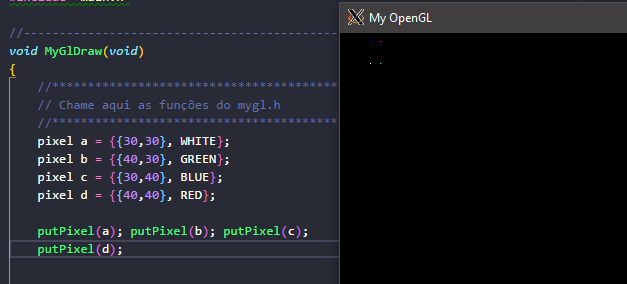 //----------------------------------------
void MyGlDraw(void)
{
//****************************************
// Chame aqui as funções do mygl.h
//****************************************
pixel a = {{30,30}, WHITE};
pixel b = {{40,30}, GREEN};
pixel c = {{30,40}, BLUE};
pixel d = {{40,40}, RED};
putPixel(a); putPixel(b); putPixel(c);
putPixel(d);
My OpenGL